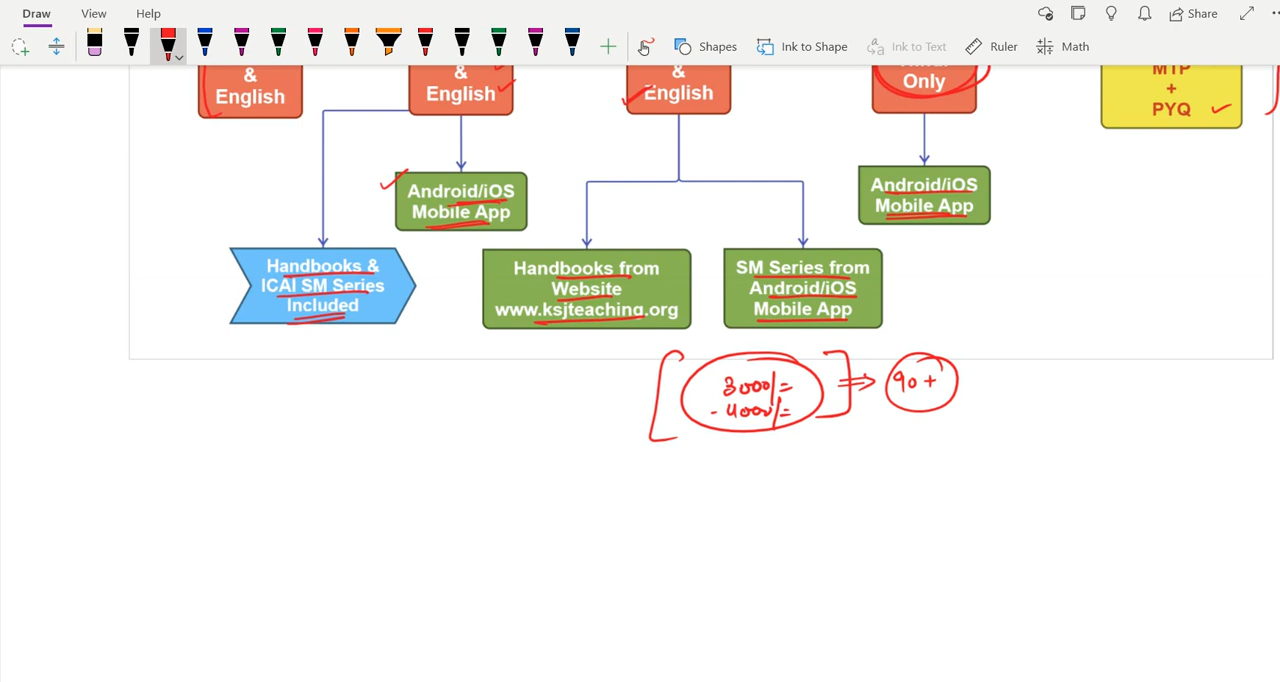 Draw View Help
Share
Shapes Ink to Shape Ink to Text Ruler Math
&
English
&
English
&
English
Only
MTP
+
PYQ
Android/iOS
Mobile App
Android/iOS
Mobile App
Handbooks &
ICAI SM Series
Included
Handbooks from
Website
www.ksjteaching.org
SM Series from
Android/iOS
Mobile App
3000/=
- 4000/=
90+